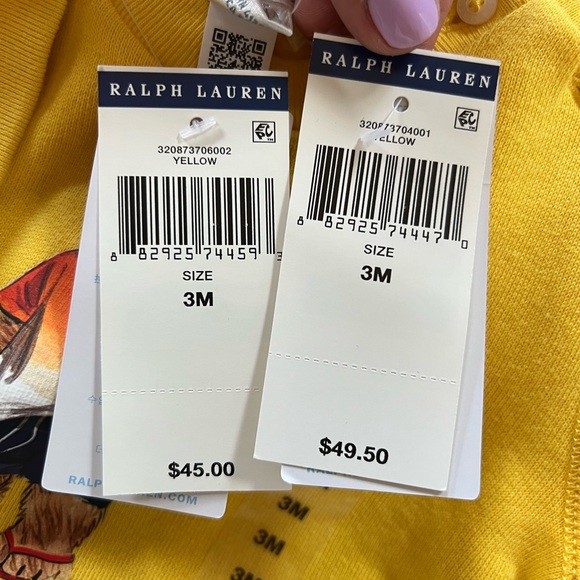 RALPH LAUREN
320873706002
YELLOW
8 82925 74459
SIZE
3M
$45.00
RALPH LAUREN
320873704001
YELLOW
8 82925 74447 0
SIZE
3M
$49.50
3M
3M
3M
3M